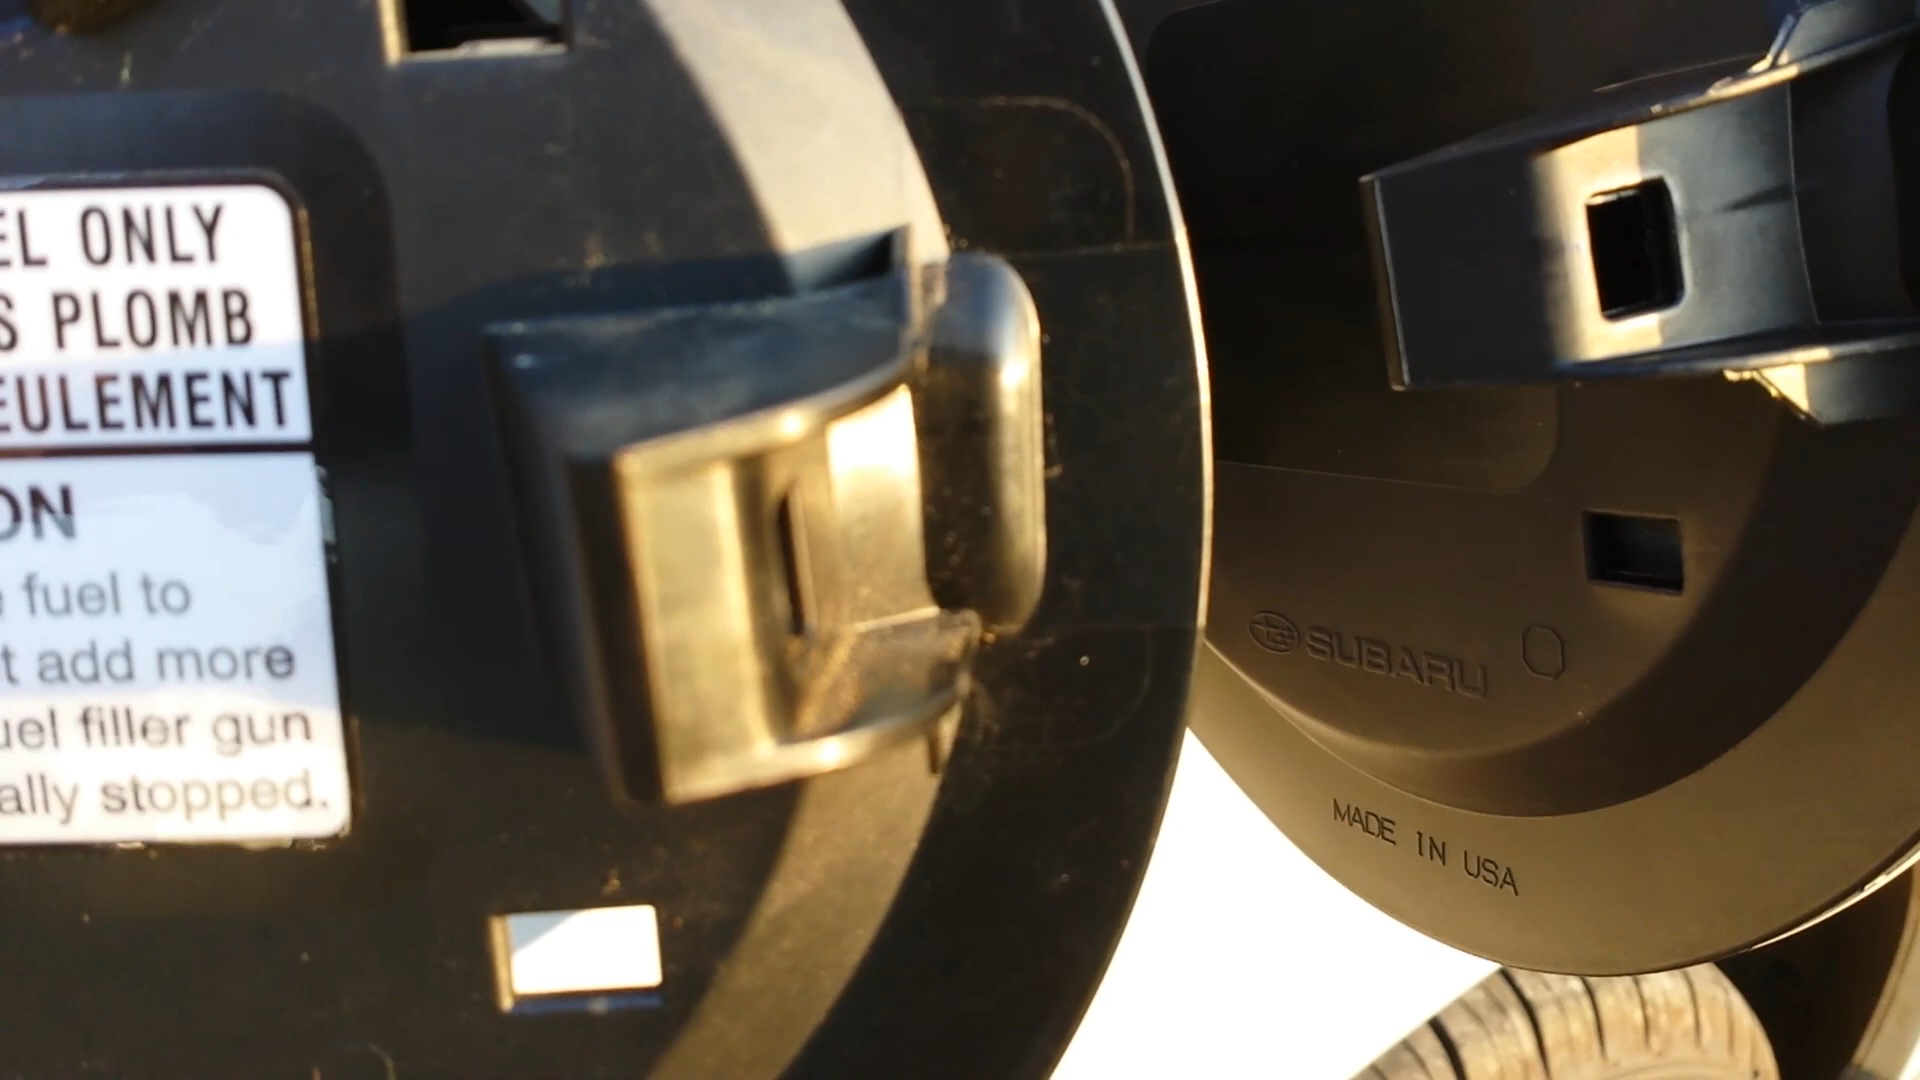 EL ONLY
S PLOMB
EULEMENT
ON
e fuel to
t add more
uel filler gun
ally stopped.
SUBARU
MADE IN USA